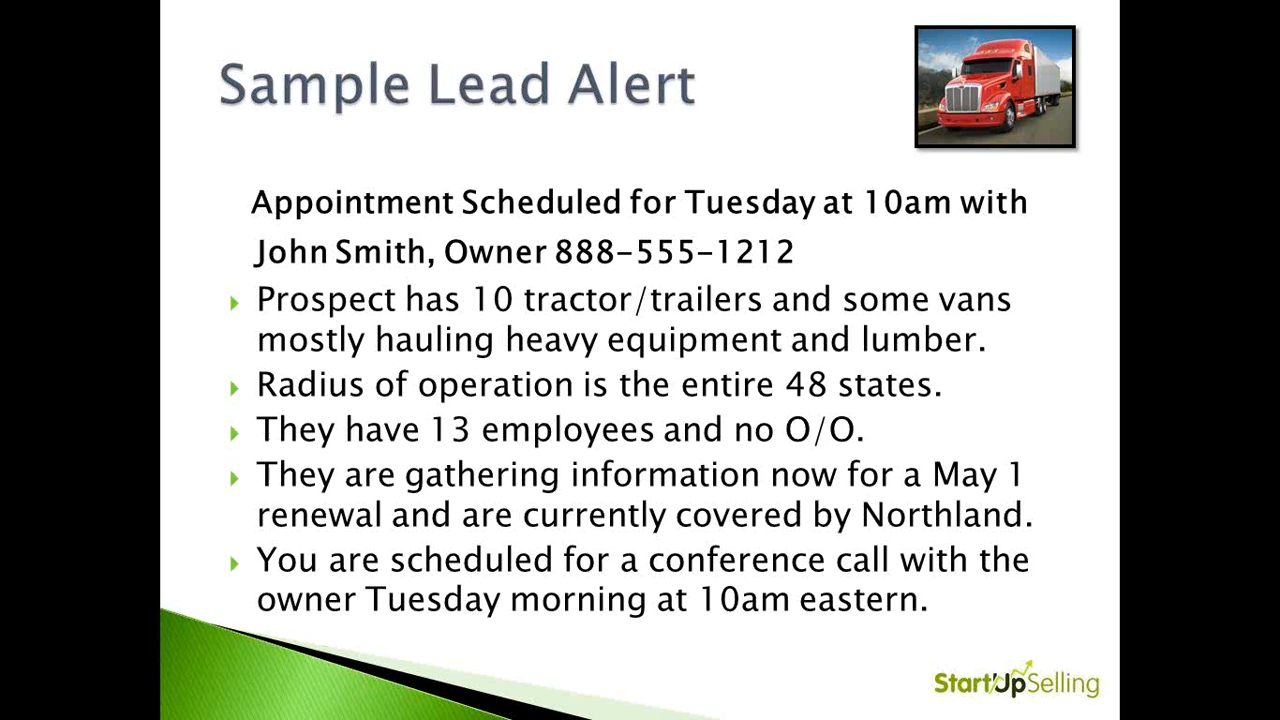 Sample Lead Alert
Appointment Scheduled for Tuesday at 10am with
John Smith, Owner 888-555-1212
Prospect has 10 tractor/trailers and some vans
mostly hauling heavy equipment and lumber.
Radius of operation is the entire 48 states.
They have 13 employees and no O/O.
They are gathering information now for a May 1
renewal and are currently covered by Northland.
You are scheduled for a conference call with the
owner Tuesday morning at 10am eastern.
StartUpSelling